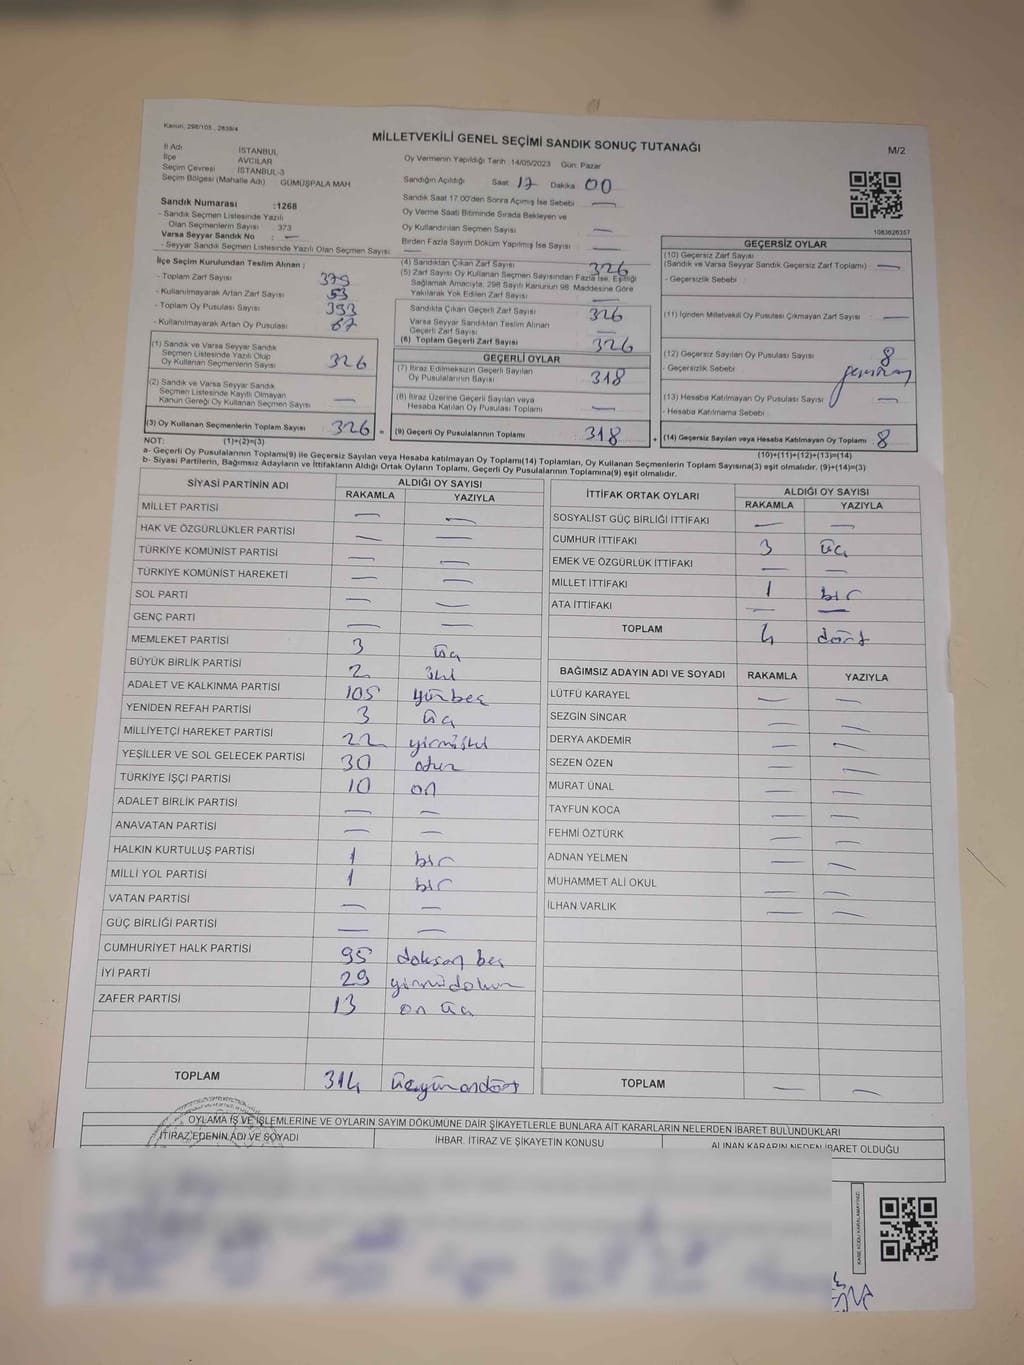 Kanun, 298/105 , 2839/4
MİLLETVEKİLİ GENEL SEÇİMİ SANDIK SONUÇ TUTANAĞI
M/2
İl Adı İSTANBUL
İlçe AVCILAR
Seçim Çevresi İSTANBUL-3
Seçim Bölgesi (Mahalle Adı) : GÜMÜŞPALA MAH.
Sandık Numarası :1268
- Sandık Seçmen Listesinde Yazılı
Olan Seçmenlerin Sayısı 373
Varsa Seyyar Sandık No : —
- Seyyar Sandık Seçmen Listesinde Yazılı Olan Seçmen Sayısı : —
Oy Vermenin Yapıldığı Tarih 14/05/2023 Gün: Pazar
Sandığın Açıldığı Saat 17 Dakika 00
Sandık Saat 17:00'den Sonra Açılmış İse Sebebi —
Oy Verme Saati Bitiminde Sırada Bekleyen ve
Oy Kullandırılan Seçmen Sayısı —
Birden Fazla Sayım Döküm Yapılmış İse Sayısı —
1083626357
İlçe Seçim Kurulundan Teslim Alınan ;
- Toplam Zarf Sayısı 379
- Kullanılmayarak Artan Zarf Sayısı 53
- Toplam Oy Pusulası Sayısı 393
- Kullanılmayarak Artan Oy Pusulası 67
(1) Sandık ve Varsa Seyyar Sandık
Seçmen Listesinde Yazılı Olup
Oy Kullanan Seçmenlerin Sayısı 326
(2) Sandık ve Varsa Seyyar Sandık
Seçmen Listesinde Kayıtlı Olmayan
Kanun Gereği Oy Kullanan Seçmen Sayısı —
(3) Oy Kullanan Seçmenlerin Toplam Sayısı 326 =
(4) Sandıktan Çıkan Zarf Sayısı 326
(5) Zarf Sayısı Oy Kullanan Seçmen Sayısından Fazla İse, Eşitliği
Sağlamak Amacıyla, 298 Sayılı Kanunun 98. Maddesine Göre
Yakılarak Yok Edilen Zarf Sayısı —
Sandıkta Çıkan Geçerli Zarf Sayısı 326
Varsa Seyyar Sandıktan Teslim Alınan
Geçerli Zarf Sayısı —
(6) Toplam Geçerli Zarf Sayısı 326
GEÇERLİ OYLAR
(7) İtiraz Edilmeksizin Geçerli Sayılan
Oy Pusulalarının Sayısı 318
(8) İtiraz Üzerine Geçerli Sayılan veya
Hesaba Katılan Oy Pusulası Toplamı —
(9) Geçerli Oy Pusulalarının Toplamı 318 +
GEÇERSİZ OYLAR
(10) Geçersiz Zarf Sayısı
(Sandık ve Varsa Seyyar Sandık Geçersiz Zarf Toplamı) —
- Geçersizlik Sebebi
(11) İçinden Milletvekili Oy Pusulası Çıkmayan Zarf Sayısı —
(12) Geçersiz Sayılan Oy Pusulası Sayısı 8
- Geçersizlik Sebebi
(13) Hesaba Katılmayan Oy Pusulası Sayısı —
- Hesaba Katılmama Sebebi
(14) Geçersiz Sayılan veya Hesaba Katılmayan Oy Toplamı 8
NOT: (1)+(2)=(3) (10)+(11)+(12)+(13)=(14)
a- Geçerli Oy Pusulalarının Toplamı(9) ile Geçersiz Sayılan veya Hesaba Katılmayan Oy Toplamı(14) Toplamları, Oy Kullanan Seçmenlerin Toplam Sayısına(3) eşit olmalıdır. (9)+(14)=(3)
b- Siyasi Partilerin, Bağımsız Adayların ve İttifakların Aldığı Ortak Oyların Toplamı, Geçerli Oy Pusulalarının Toplamına(9) eşit olmalıdır.
SİYASİ PARTİNİN ADI ALDIĞI OY SAYISI
RAKAMLA YAZIYLA
MİLLET PARTİSİ — —
HAK VE ÖZGÜRLÜKLER PARTİSİ — —
TÜRKİYE KOMÜNİST PARTİSİ — —
TÜRKİYE KOMÜNİST HAREKETİ — —
SOL PARTİ — —
GENÇ PARTİ — —
MEMLEKET PARTİSİ 3 üç
BÜYÜK BİRLİK PARTİSİ 2 iki
ADALET VE KALKINMA PARTİSİ 105 yüzbeş
YENİDEN REFAH PARTİSİ 3 üç
MİLLİYETÇİ HAREKET PARTİSİ 22 yirmiiki
YEŞİLLER VE SOL GELECEK PARTİSİ 30 otuz
TÜRKİYE İŞÇİ PARTİSİ 10 on
ADALET BİRLİK PARTİSİ — —
ANAVATAN PARTİSİ — —
HALKIN KURTULUŞ PARTİSİ 1 bir
MİLLİ YOL PARTİSİ 1 bir
VATAN PARTİSİ — —
GÜÇ BİRLİĞİ PARTİSİ — —
CUMHURİYET HALK PARTİSİ 95 doksan beş
İYİ PARTİ 29 yirmidokuz
ZAFER PARTİSİ 13 on üç
TOPLAM 314 üçyüzondört
İTTİFAK ORTAK OYLARI ALDIĞI OY SAYISI
RAKAMLA YAZIYLA
SOSYALİST GÜÇ BİRLİĞİ İTTİFAKI — —
CUMHUR İTTİFAKI 3 üç
EMEK VE ÖZGÜRLÜK İTTİFAKI — —
MİLLET İTTİFAKI 1 bir
ATA İTTİFAKI — —
TOPLAM 4 dört
BAĞIMSIZ ADAYIN ADI VE SOYADI RAKAMLA YAZIYLA
LÜTFÜ KARAYEL — —
SEZGİN SİNCAR — —
DERYA AKDEMİR — —
SEZEN ÖZEN — —
MURAT ÜNAL — —
TAYFUN KOCA — —
FEHMİ ÖZTÜRK — —
ADNAN YELMEN — —
MUHAMMET ALİ OKUL — —
İLHAN VARLIK — —
TOPLAM — —
OYLAMA İŞ VE İŞLEMLERİNE VE OYLARIN SAYIM DÖKÜMÜNE DAİR ŞİKAYETLERLE BUNLARA AİT KARARLARIN NELERDEN İBARET BULUNDUKLARI
İTİRAZ EDENİN ADI VE SOYADI İHBAR, İTİRAZ VE ŞİKAYETİN KONUSU ALINAN KARARIN NEDEN İBARET OLDUĞU